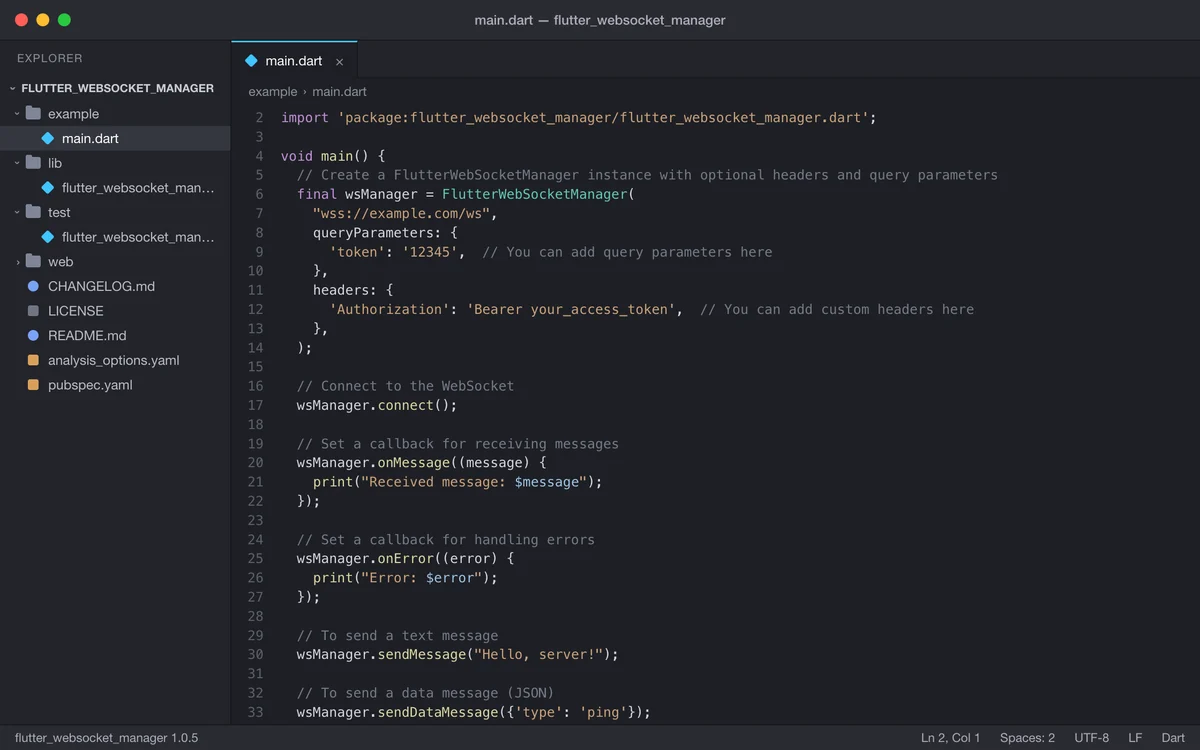 main.dart — flutter_websocket_manager
EXPLORER
FLUTTER_WEBSOCKET_MANAGER
example
main.dart
lib
flutter_websocket_man...
test
flutter_websocket_man...
web
CHANGELOG.md
LICENSE
README.md
analysis_options.yaml
pubspec.yaml
main.dart ×
example › main.dart
2 import 'package:flutter_websocket_manager/flutter_websocket_manager.dart';
3
4 void main() {
5   // Create a FlutterWebSocketManager instance with optional headers and query parameters
6   final wsManager = FlutterWebSocketManager(
7     "wss://example.com/ws",
8     queryParameters: {
9       'token': '12345',  // You can add query parameters here
10     },
11     headers: {
12       'Authorization': 'Bearer your_access_token',  // You can add custom headers here
13     },
14   );
15
16   // Connect to the WebSocket
17   wsManager.connect();
18
19   // Set a callback for receiving messages
20   wsManager.onMessage((message) {
21     print("Received message: $message");
22   });
23
24   // Set a callback for handling errors
25   wsManager.onError((error) {
26     print("Error: $error");
27   });
28
29   // To send a text message
30   wsManager.sendMessage("Hello, server!");
31
32   // To send a data message (JSON)
33   wsManager.sendDataMessage({'type': 'ping'});
flutter_websocket_manager 1.0.5
Ln 2, Col 1 Spaces: 2 UTF-8 LF Dart